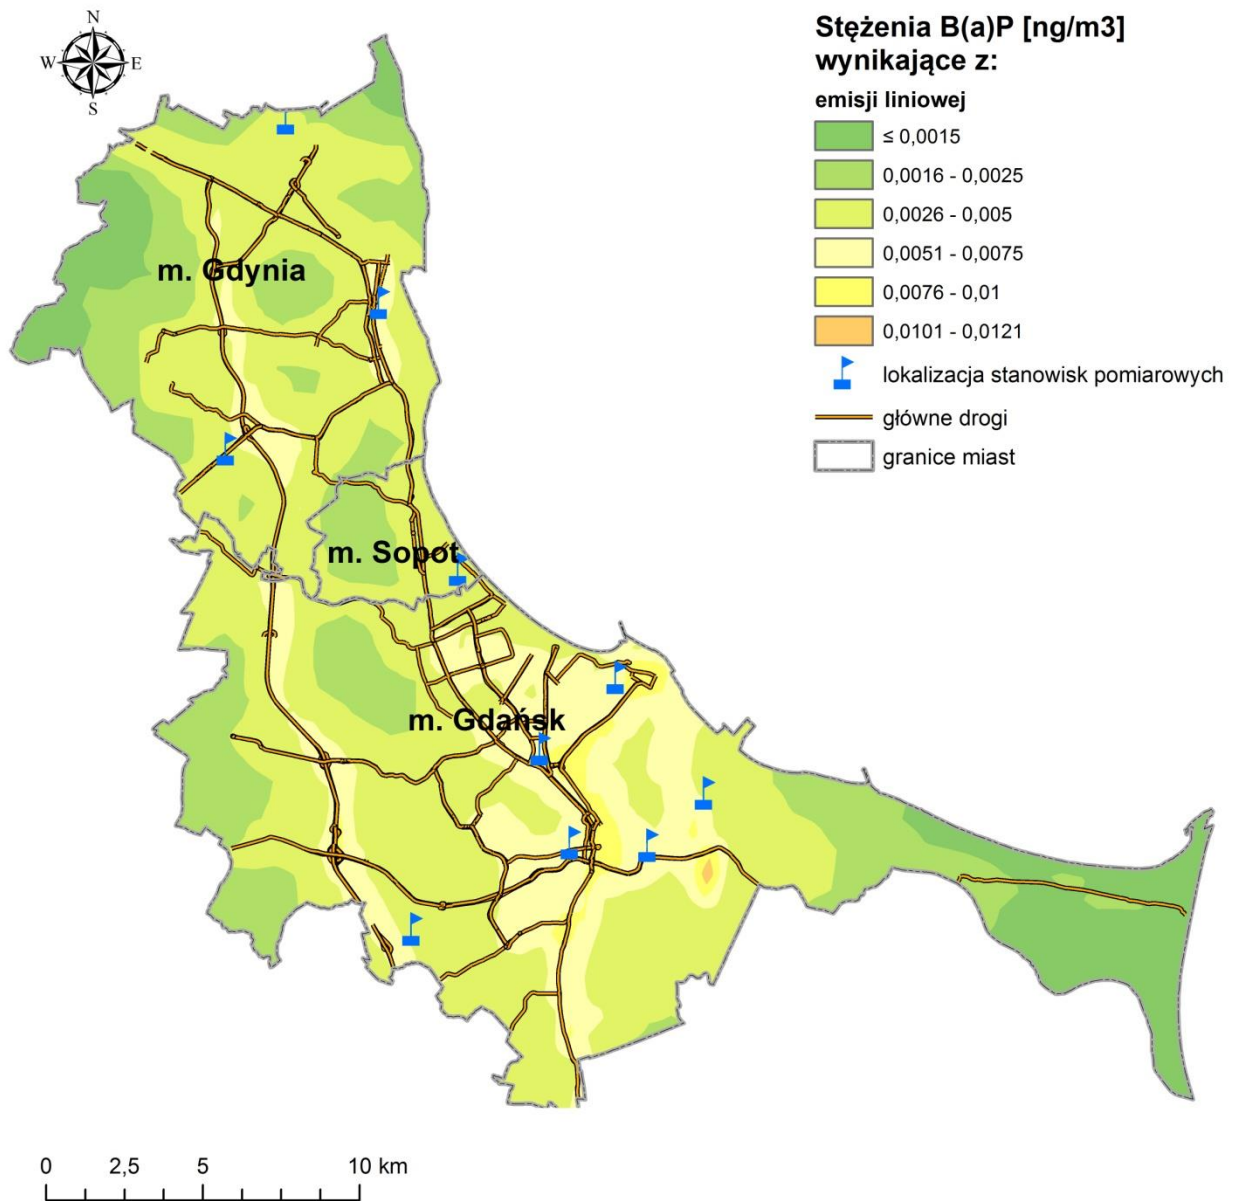 N
W E
S
Stężenia B(a)P [ng/m3]
wynikające z:
emisji liniowej
≤ 0,0015
0,0016 - 0,0025
0,0026 - 0,005
0,0051 - 0,0075
0,0076 - 0,01
0,0101 - 0,0121
lokalizacja stanowisk pomiarowych
główne drogi
granice miast
m. Gdynia
m. Sopot
m. Gdańsk
0 2,5 5 10 km